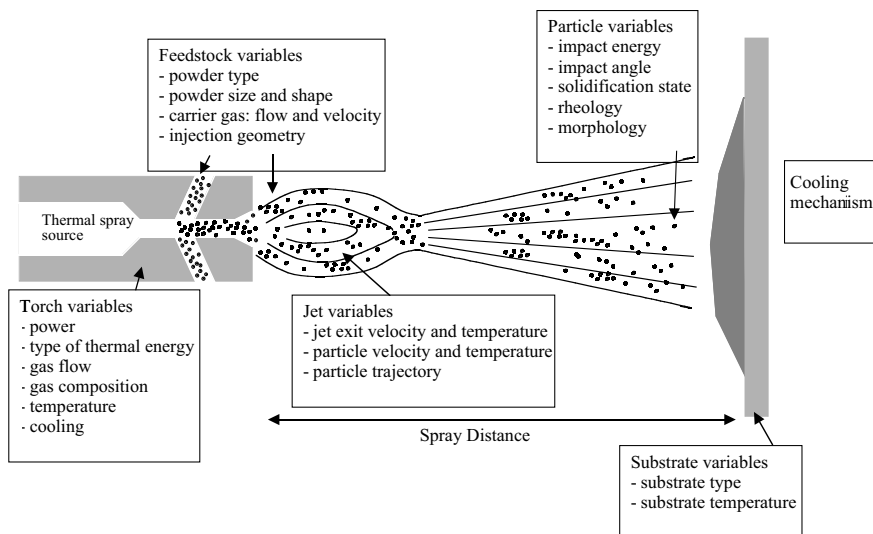 Feedstock variables
- powder type
- powder size and shape
- carrier gas: flow and velocity
- injection geometry
Particle variables
- impact energy
- impact angle
- solidification state
- rheology
- morphology
Thermal spray
source
Cooling
mechanism
Torch variables
- power
- type of thermal energy
- gas flow
- gas composition
- temperature
- cooling
Jet variables
- jet exit velocity and temperature
- particle velocity and temperature
- particle trajectory
Spray Distance
Substrate variables
- substrate type
- substrate temperature